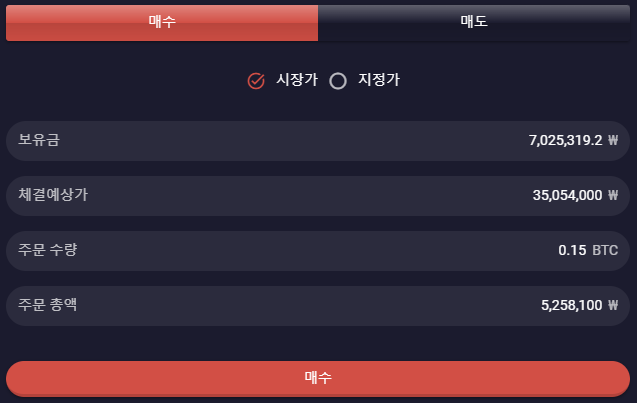 매수 매도
시장가 지정가
보유금 7,025,319.2 ₩
체결예상가 35,054,000 ₩
주문 수량 0.15 BTC
주문 총액 5,258,100 ₩
매수